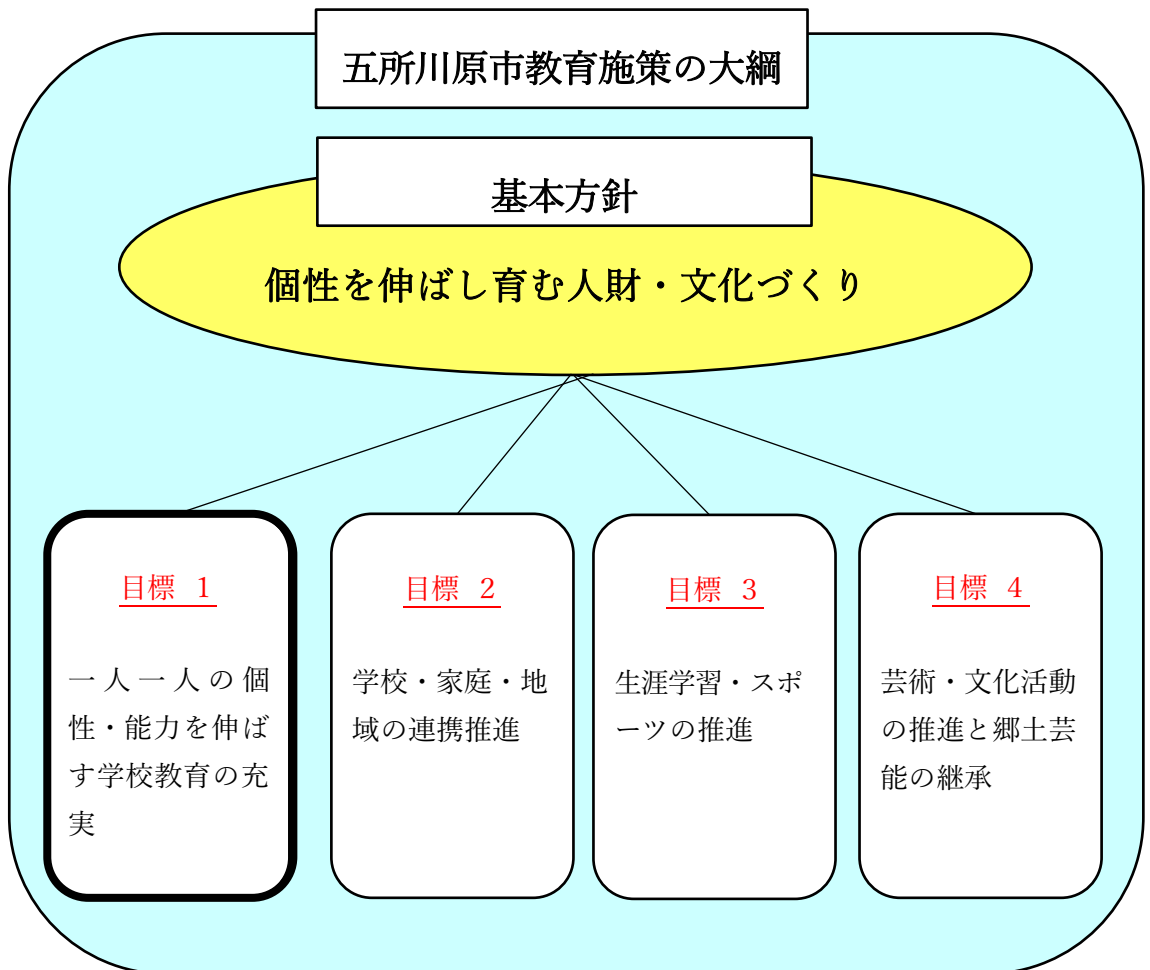 五所川原市教育施策の大綱
基本方針
個性を伸ばし育む人財・文化づくり
目標 1
一人一人の個
性・能力を伸ば
す学校教育の充
実
目標 2
学校・家庭・地
域の連携推進
目標 3
生涯学習・スポ
ーツの推進
目標 4
芸術・文化活動
の推進と郷土芸
能の継承